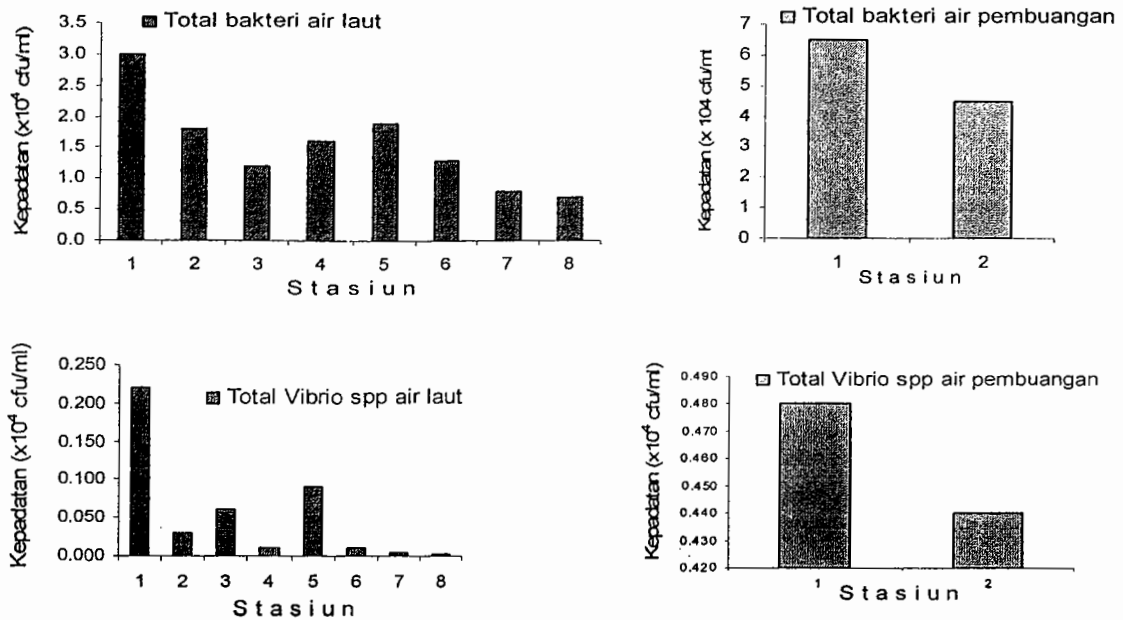 Total bakteri air laut
Kepadatan (x10⁴ cfu/ml)
3.5
3.0
2.5
2.0
1.5
1.0
0.5
0.0
1 2 3 4 5 6 7 8
Stasiun
Total bakteri air pembuangan
Kepadatan (x 104 cfu/ml
7
6
5
4
3
2
1
0
1 2
Stasiun
Total Vibrio spp air laut
Kepadatan (x10⁴ cfu/ml)
0.250
0.200
0.150
0.100
0.050
0.000
1 2 3 4 5 6 7 8
Stasiun
Total Vibrio spp air pembuangan
Kepadatan (x10⁴ cfu/ml)
0.490
0.480
0.470
0.460
0.450
0.440
0.430
0.420
1 2
Stasiun